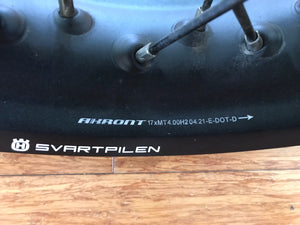 AKRONT 17xMT4.00H2 04.21-E-DOT-D→
SVARTPILEN